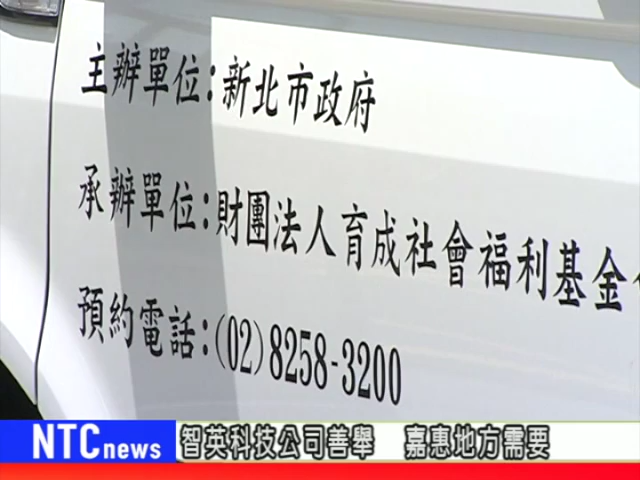 主辦單位:新北市政府
承辦單位:財團法人育成社會福利基金
預約電話:(02)8258-3200
NTCnews 智英科技公司善舉 嘉惠地方需要